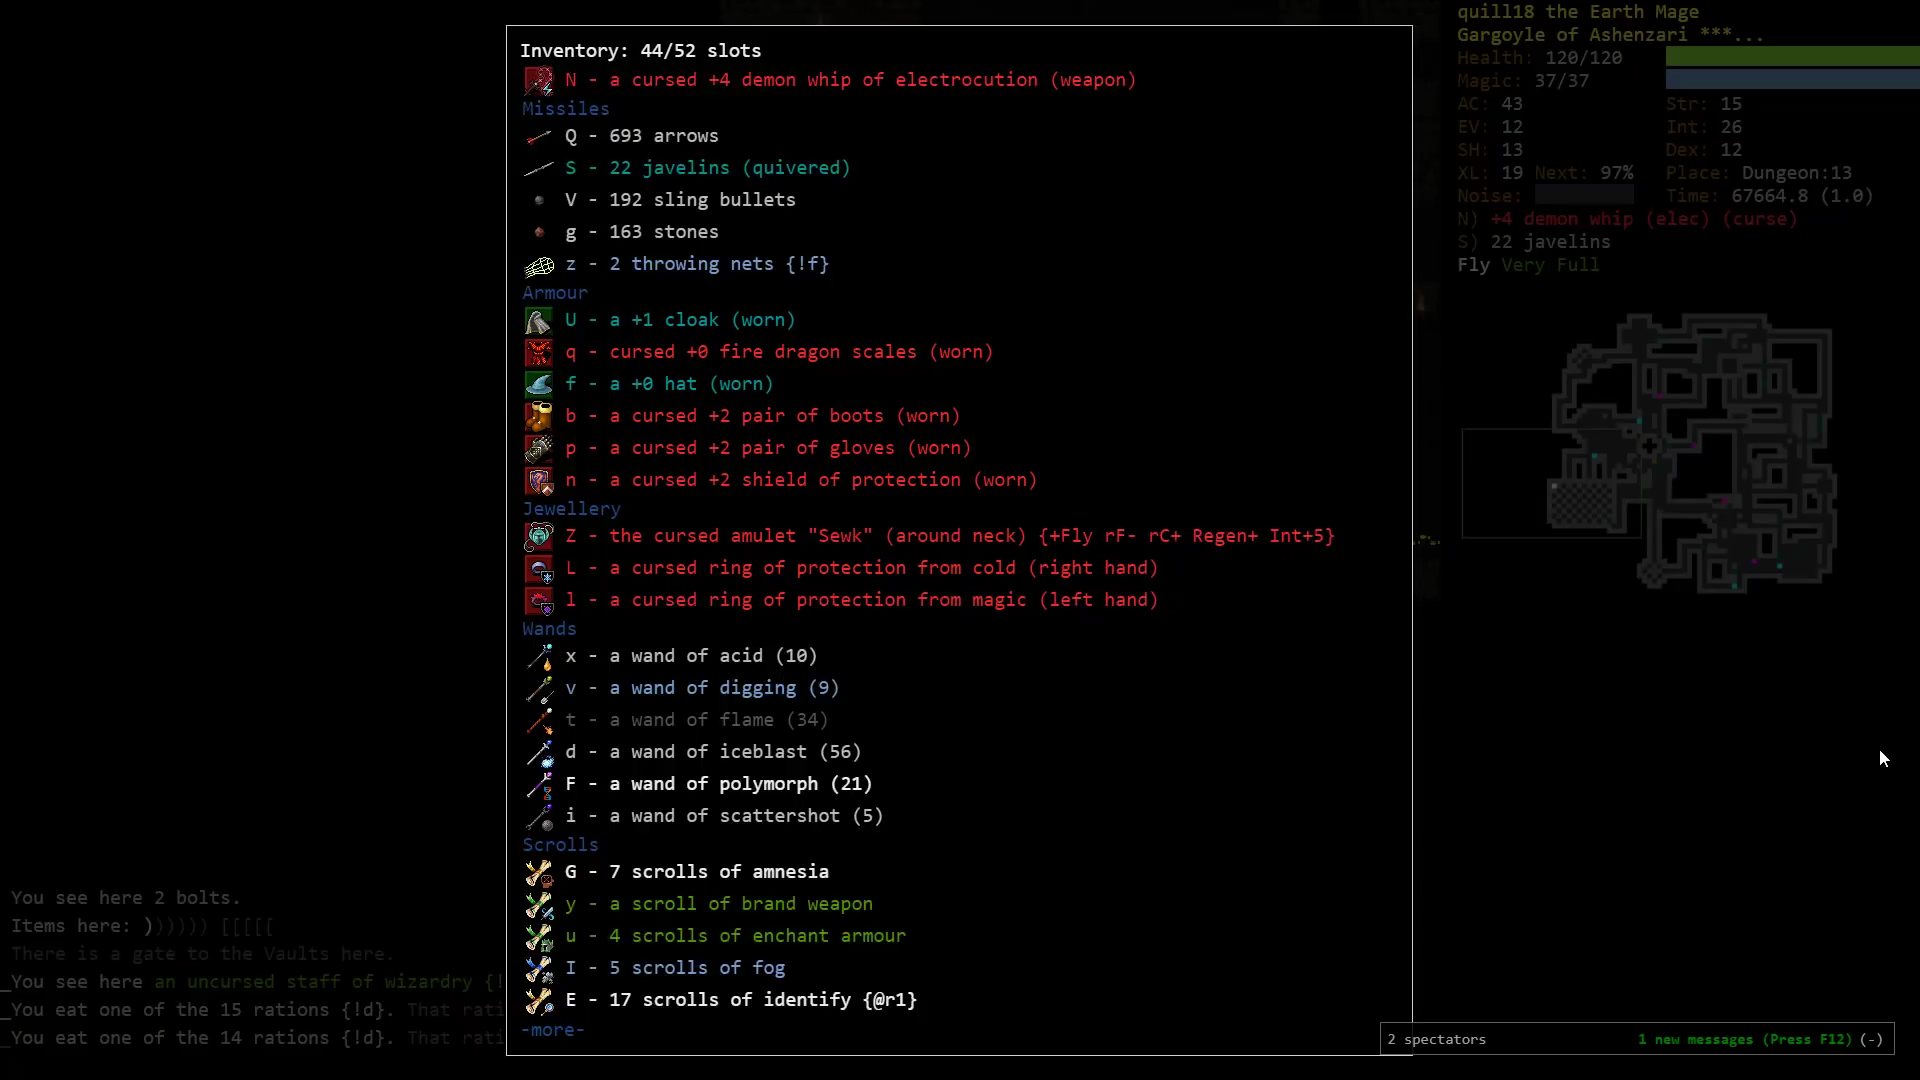 Inventory: 44/52 slots
N - a cursed +4 demon whip of electrocution (weapon)
Missiles
Q - 693 arrows
S - 22 javelins (quivered)
V - 192 sling bullets
g - 163 stones
z - 2 throwing nets {!f}
Armour
U - a +1 cloak (worn)
q - cursed +0 fire dragon scales (worn)
f - a +0 hat (worn)
b - a cursed +2 pair of boots (worn)
p - a cursed +2 pair of gloves (worn)
n - a cursed +2 shield of protection (worn)
Jewellery
Z - the cursed amulet "Sewk" (around neck) {+Fly rF- rC+ Regen+ Int+5}
L - a cursed ring of protection from cold (right hand)
l - a cursed ring of protection from magic (left hand)
Wands
x - a wand of acid (10)
v - a wand of digging (9)
t - a wand of flame (34)
d - a wand of iceblast (56)
F - a wand of polymorph (21)
i - a wand of scattershot (5)
Scrolls
G - 7 scrolls of amnesia
y - a scroll of brand weapon
u - 4 scrolls of enchant armour
I - 5 scrolls of fog
E - 17 scrolls of identify {@r1}
-more-
quill18 the Earth Mage
Gargoyle of Ashenzari ***...
Health: 120/120
Magic: 37/37
AC: 43 Str: 15
EV: 12 Int: 26
SH: 13 Dex: 12
XL: 19 Next: 97% Place: Dungeon:13
Noise: Time: 67664.8 (1.0)
N) +4 demon whip (elec) (curse)
S) 22 javelins
Fly Very Full
You see here 2 bolts.
Items here: ))))))) [[[[[
There is a gate to the Vaults here.
_You see here an uncursed staff of wizardry {!
_You eat one of the 15 rations {!d}. That rati
_You eat one of the 14 rations {!d}. That rati
2 spectators 1 new messages (Press F12) (-)